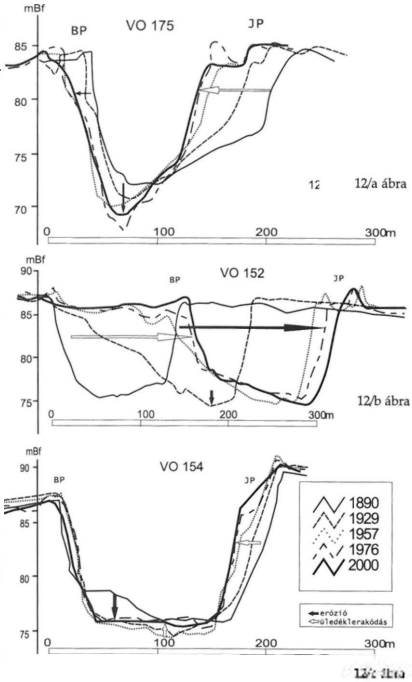 mBf
VO 175
BP
JP
85
80
75
70
12
12/a ábra
0
100
200
300m
mBf
VO 152
BP
JP
90
85
80
75
12/b ábra
0
100
200
300m
mBf
VO 154
BP
JP
90
85
80
75
1890
1929
1957
1976
2000
erózió
üledéklerakódás
0
100
200
300m
12/c ábra